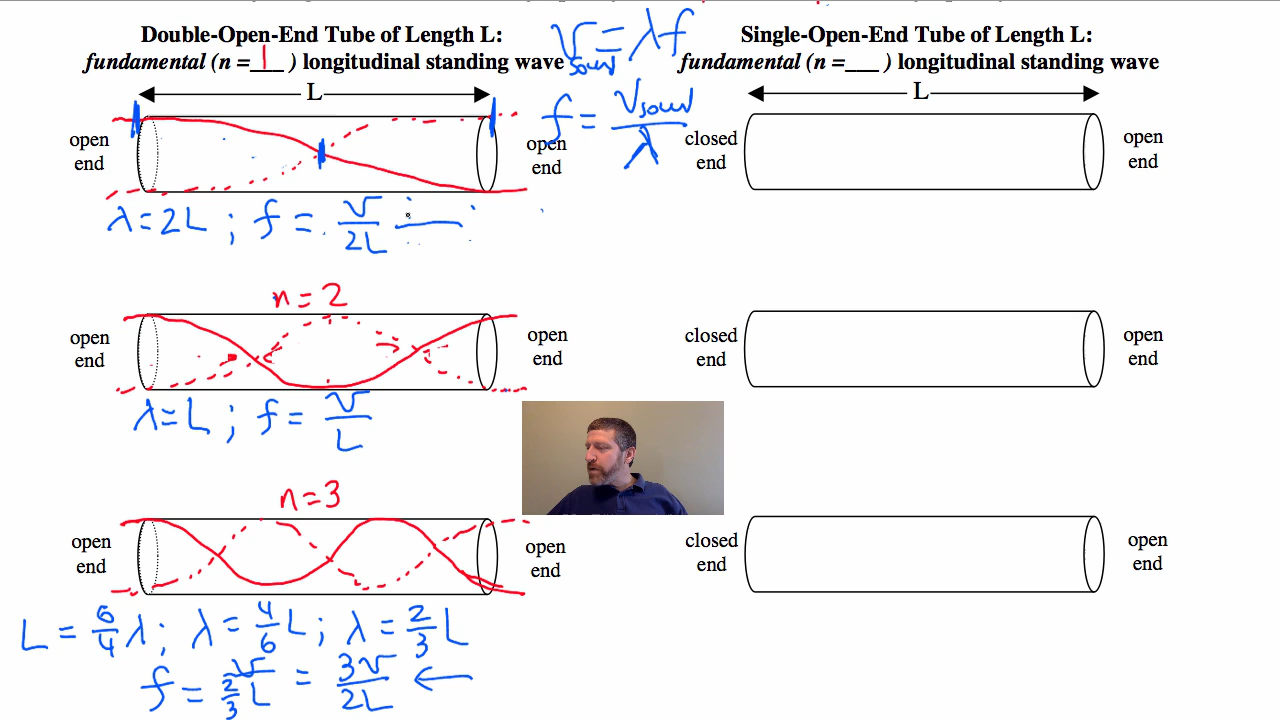 Double-Open-End Tube of Length L:
fundamental (n = 1 ) longitudinal standing wave
L
open end
open end
λ = 2L ; f = v/2L
v sound = λf
f = v sound/λ
n = 2
open end
open end
λ = L ; f = v/L
n = 3
open end
open end
L = 6/4 λ ; λ = 4/6 L ; λ = 2/3 L
f = v/(2/3 L) = 3v/2L ←
Single-Open-End Tube of Length L:
fundamental (n =___ ) longitudinal standing wave
L
closed end
open end
closed end
open end
closed end
open end